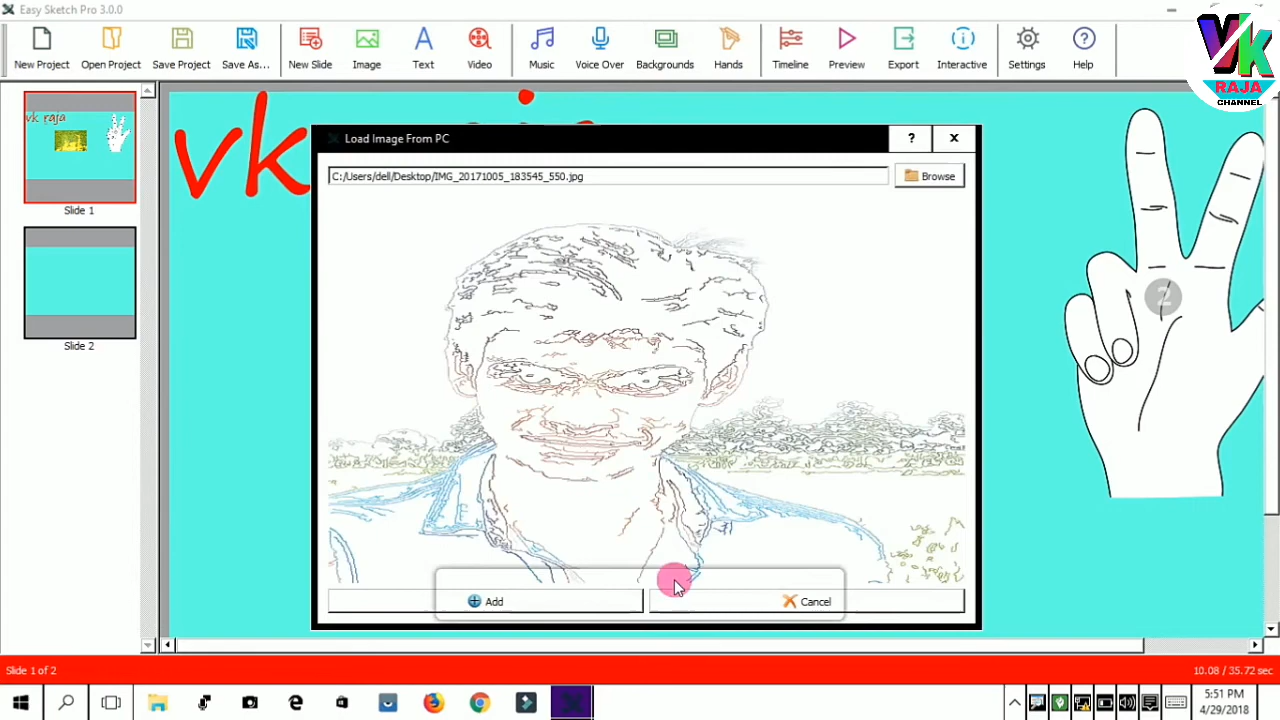 Easy Sketch Pro 3.0.0
New Project Open Project Save Project Save As... New Slide Image Text Video Music Voice Over Backgrounds Hands Timeline Preview Export Interactive Settings Help
VK
RAJA
CHANNEL
vk raja
Slide 1
Slide 2
vk
Load Image From PC
?
C:/Users/dell/Desktop/IMG_20171005_183545_550.jpg
Browse
2
Add
Cancel
Slide 1 of 2
10.08 / 35.72 sec
5:51 PM
4/29/2018